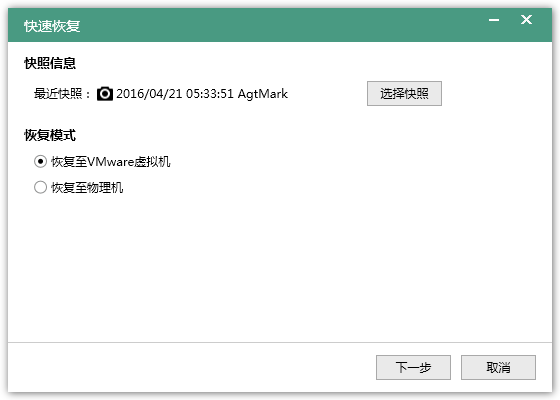 快速恢复
快照信息
最近快照： 2016/04/21 05:33:51 AgtMark 选择快照
恢复模式
恢复至VMware虚拟机
恢复至物理机
下一步 取消